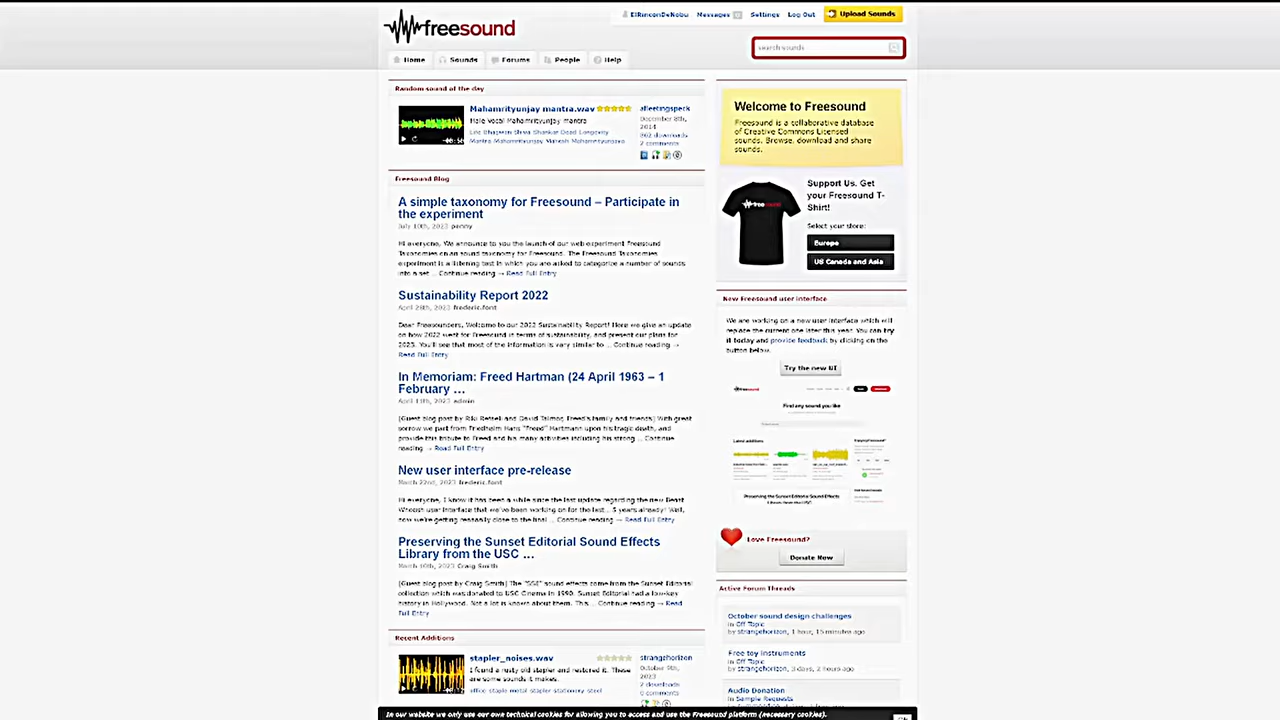 freesound
ElRinconDeNobu
Messages
Settings
Log Out
Upload Sounds
search sounds
Home
Sounds
Forums
People
Help
Random sound of the day
Mahamrityunjay mantra.wav
Male Vocal Mahamrityunjay mantra
Life Bhagwan Shiva Shankar Dead Longevity
Mantra Mahamrityunjay Mahesh Mahamrityunjaya
afleetingspeck
December 8th,
2014
862 downloads
2 comments
Freesound Blog
A simple taxonomy for Freesound – Participate in
the experiment
July 10th, 2023 penny
Hi everyone, We announce to you the launch of our web experiment Freesound
Taxonomies on an sound taxonomy for Freesound. The Freesound Taxonomies
experiment is a listening test in which you are asked to categorize a number of sounds
into a set ... Continue reading → Read Full Entry
Sustainability Report 2022
April 28th, 2023 frederic.font
Dear Freesounders, Welcome to our 2022 Sustainability Report! Here we give an update
on how 2022 went for Freesound in terms of sustainability, and present our plans for
2023. You'll see that most of the information is very similar to ... Continue reading →
Read Full Entry
In Memoriam: Freed Hartman (24 April 1963 – 1
February ...
April 11th, 2023 admin
[Guest blog post by Riki and David Freed's family and friends] With great
sorrow we part from Friedhelm Hans "Freed" Hartmann upon his tragic death, and
provide this tribute to Freed and his many activities including his strong ... Continue
reading → Read Full Entry
New user interface pre-release
March 22nd, 2023 frederic.font
Hi everyone, I know it has been a while since the last update regarding the new Beast
Whoosh user interface that we've been working on for the last... 5 years already! Well,
now we're getting reaaaally close to the final ... Continue reading → Read Full Entry
Preserving the Sunset Editorial Sound Effects
Library from the USC ...
March 10th, 2023 Craig Smith
[Guest blog post by Craig Smith] The "SSE" sound effects come from the Sunset Editorial
collection which was donated to USC Cinema in 1990. Sunset Editorial had a low-key
history in Hollywood. Not a lot is known about them. This... Continue reading → Read
Full Entry
Recent Additions
stapler_noises.wav
I found a rusty old stapler and restored it. These
are some sounds it makes.
office staple metal stapler stationery steel
strangehorizon
October 6th,
2023
2 downloads
0 comments
Welcome to Freesound
Freesound is a collaborative database
of Creative Commons Licensed
sounds. Browse, download and share
sounds.
Support Us, Get
your Freesound T-
Shirt!
Select your store:
Europe
US Canada and Asia
New Freesound user interface
We are working on a new user interface which will
replace the current one later this year. You can try
it today and provide feedback by clicking on the
button below.
Try the new UI
freesound
Find any sound you like
Latest additions
Preserving the Sunset Editorial Sound Effects
Library from the USC
Love Freesound?
Donate Now
Active Forum Threads
October sound design challenges
in Off Topic
by strangehorizon, 1 hour, 15 minutes ago
Free toy instruments
in Off Topic
by strangehorizon, 3 days, 2 hours ago
Audio Donation
in Sample Requests
In our website we only use our own technical cookies for allowing you to access and use the Freesound platform (necessary cookies).
Ok